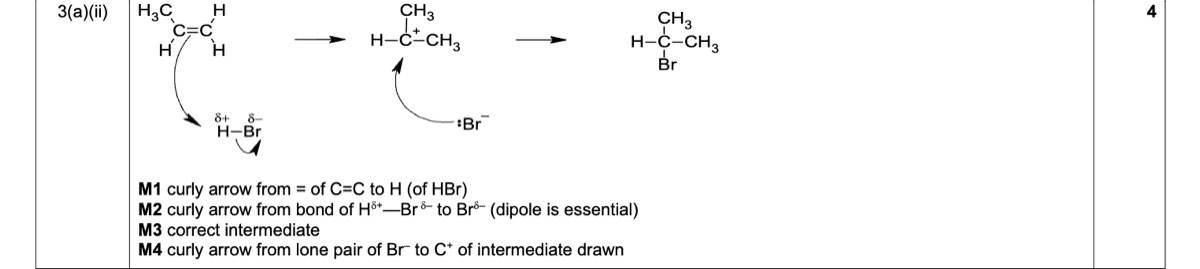 3(a)(ii)
H₃C H CH₃ CH₃ 4
C=C H–C⁺–CH₃ H–C–CH₃
H H Br
δ+ δ– :Br⁻
H–Br
M1 curly arrow from = of C=C to H (of HBr)
M2 curly arrow from bond of Hᵟ⁺—Brᵟ⁻ to Brᵟ⁻ (dipole is essential)
M3 correct intermediate
M4 curly arrow from lone pair of Br⁻ to C⁺ of intermediate drawn